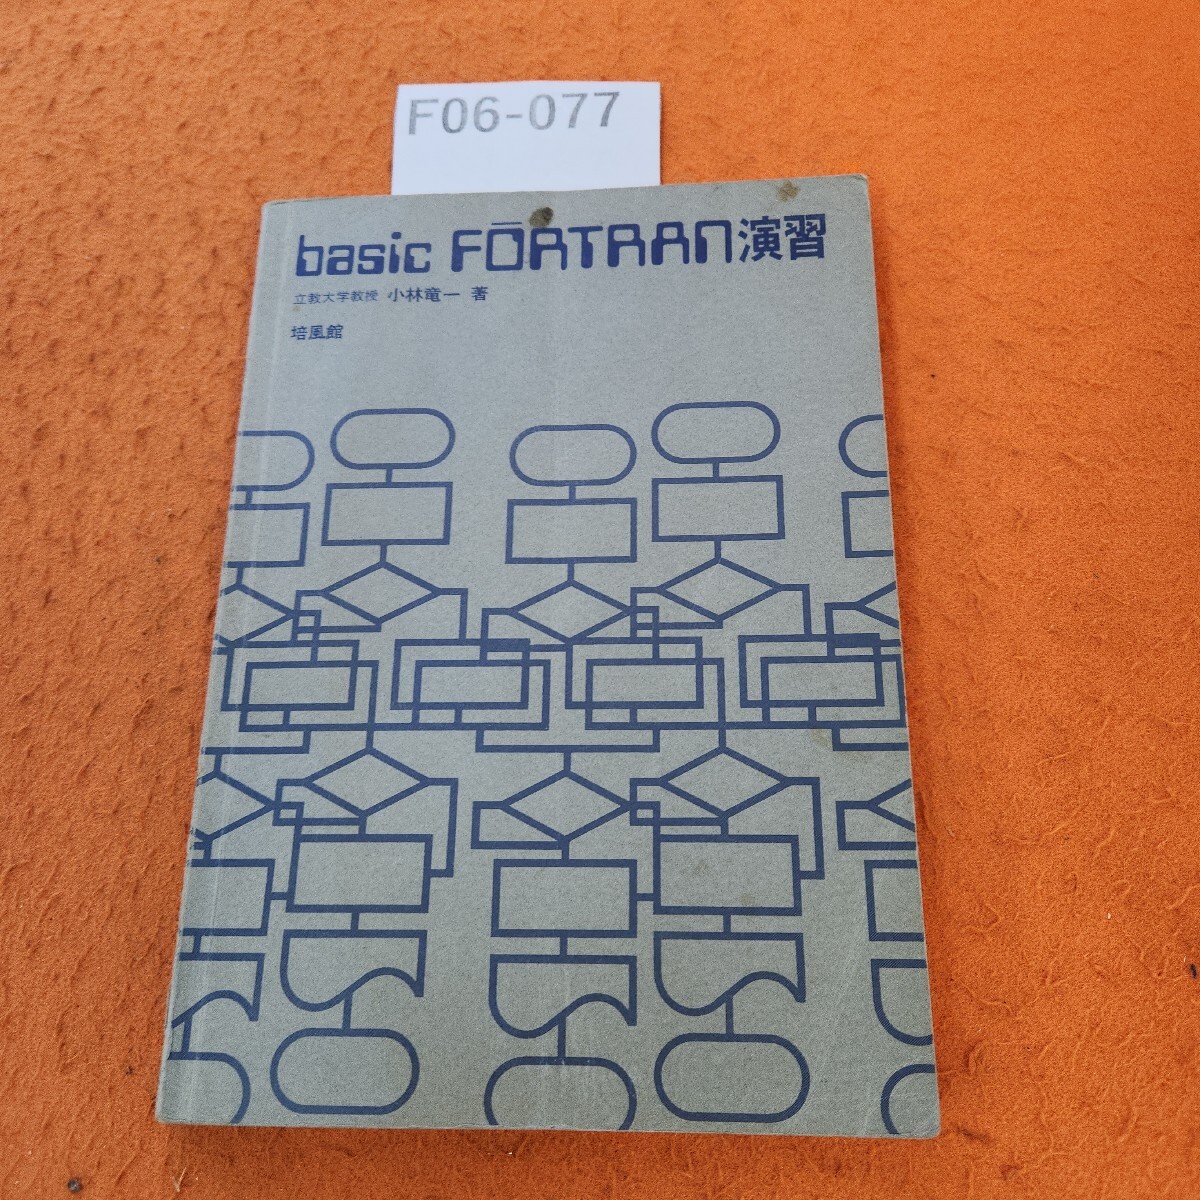 F06-077
basic FŌRTRAN演習
立教大学教授 小林竜一 著
培風館